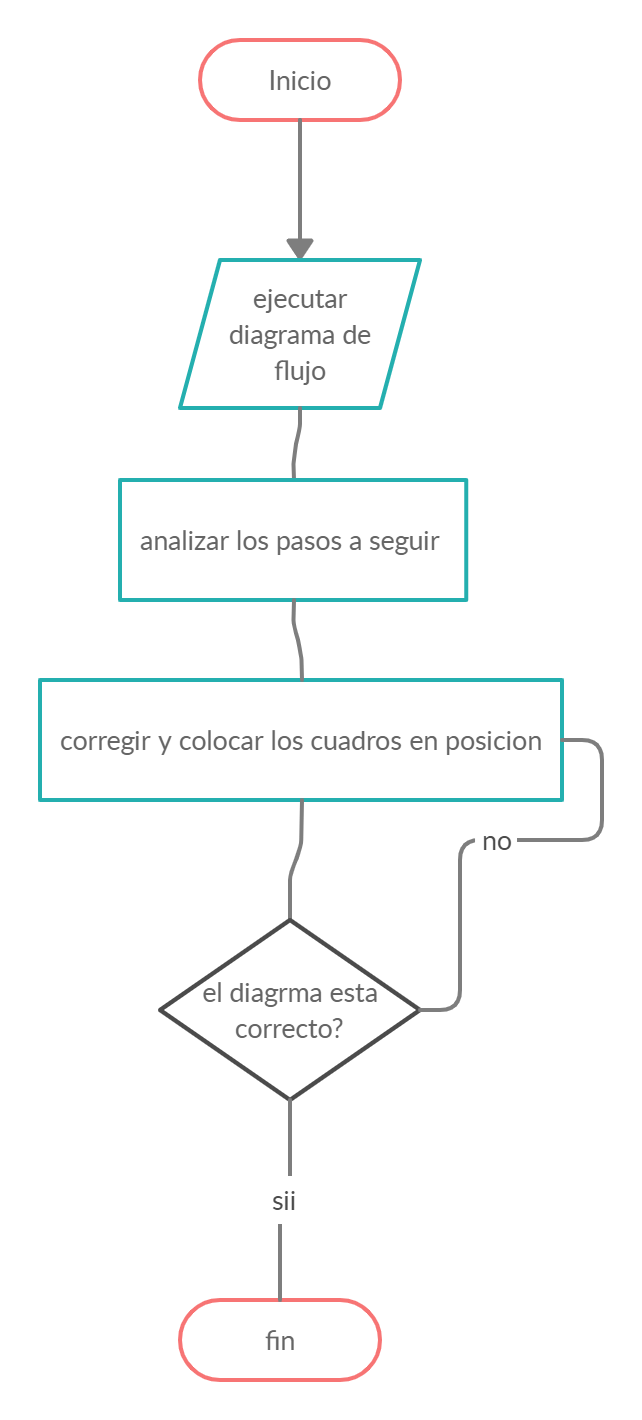 Inicio
ejecutar
diagrama de
flujo
analizar los pasos a seguir
corregir y colocar los cuadros en posicion
no
el diagrma esta
correcto?
sii
fin